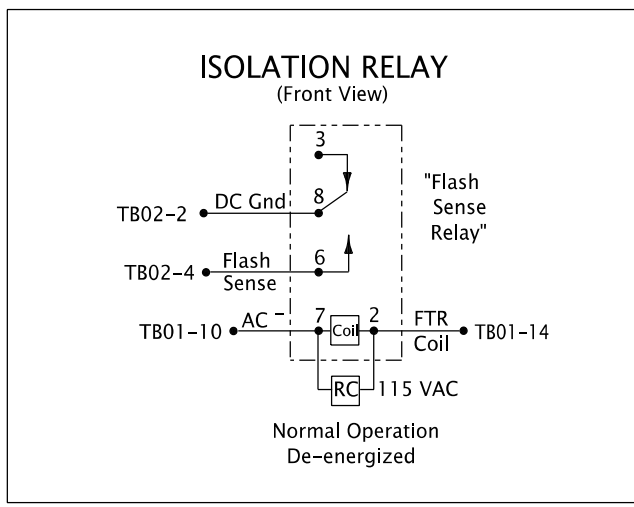 ISOLATION RELAY
(Front View)
3
"Flash
Sense
Relay"
8
DC Gnd
TB02-2
6
Flash
Sense
TB02-4
7
2
AC -
Coil
FTR
Coil
TB01-10
TB01-14
RC
115 VAC
Normal Operation
De-energized